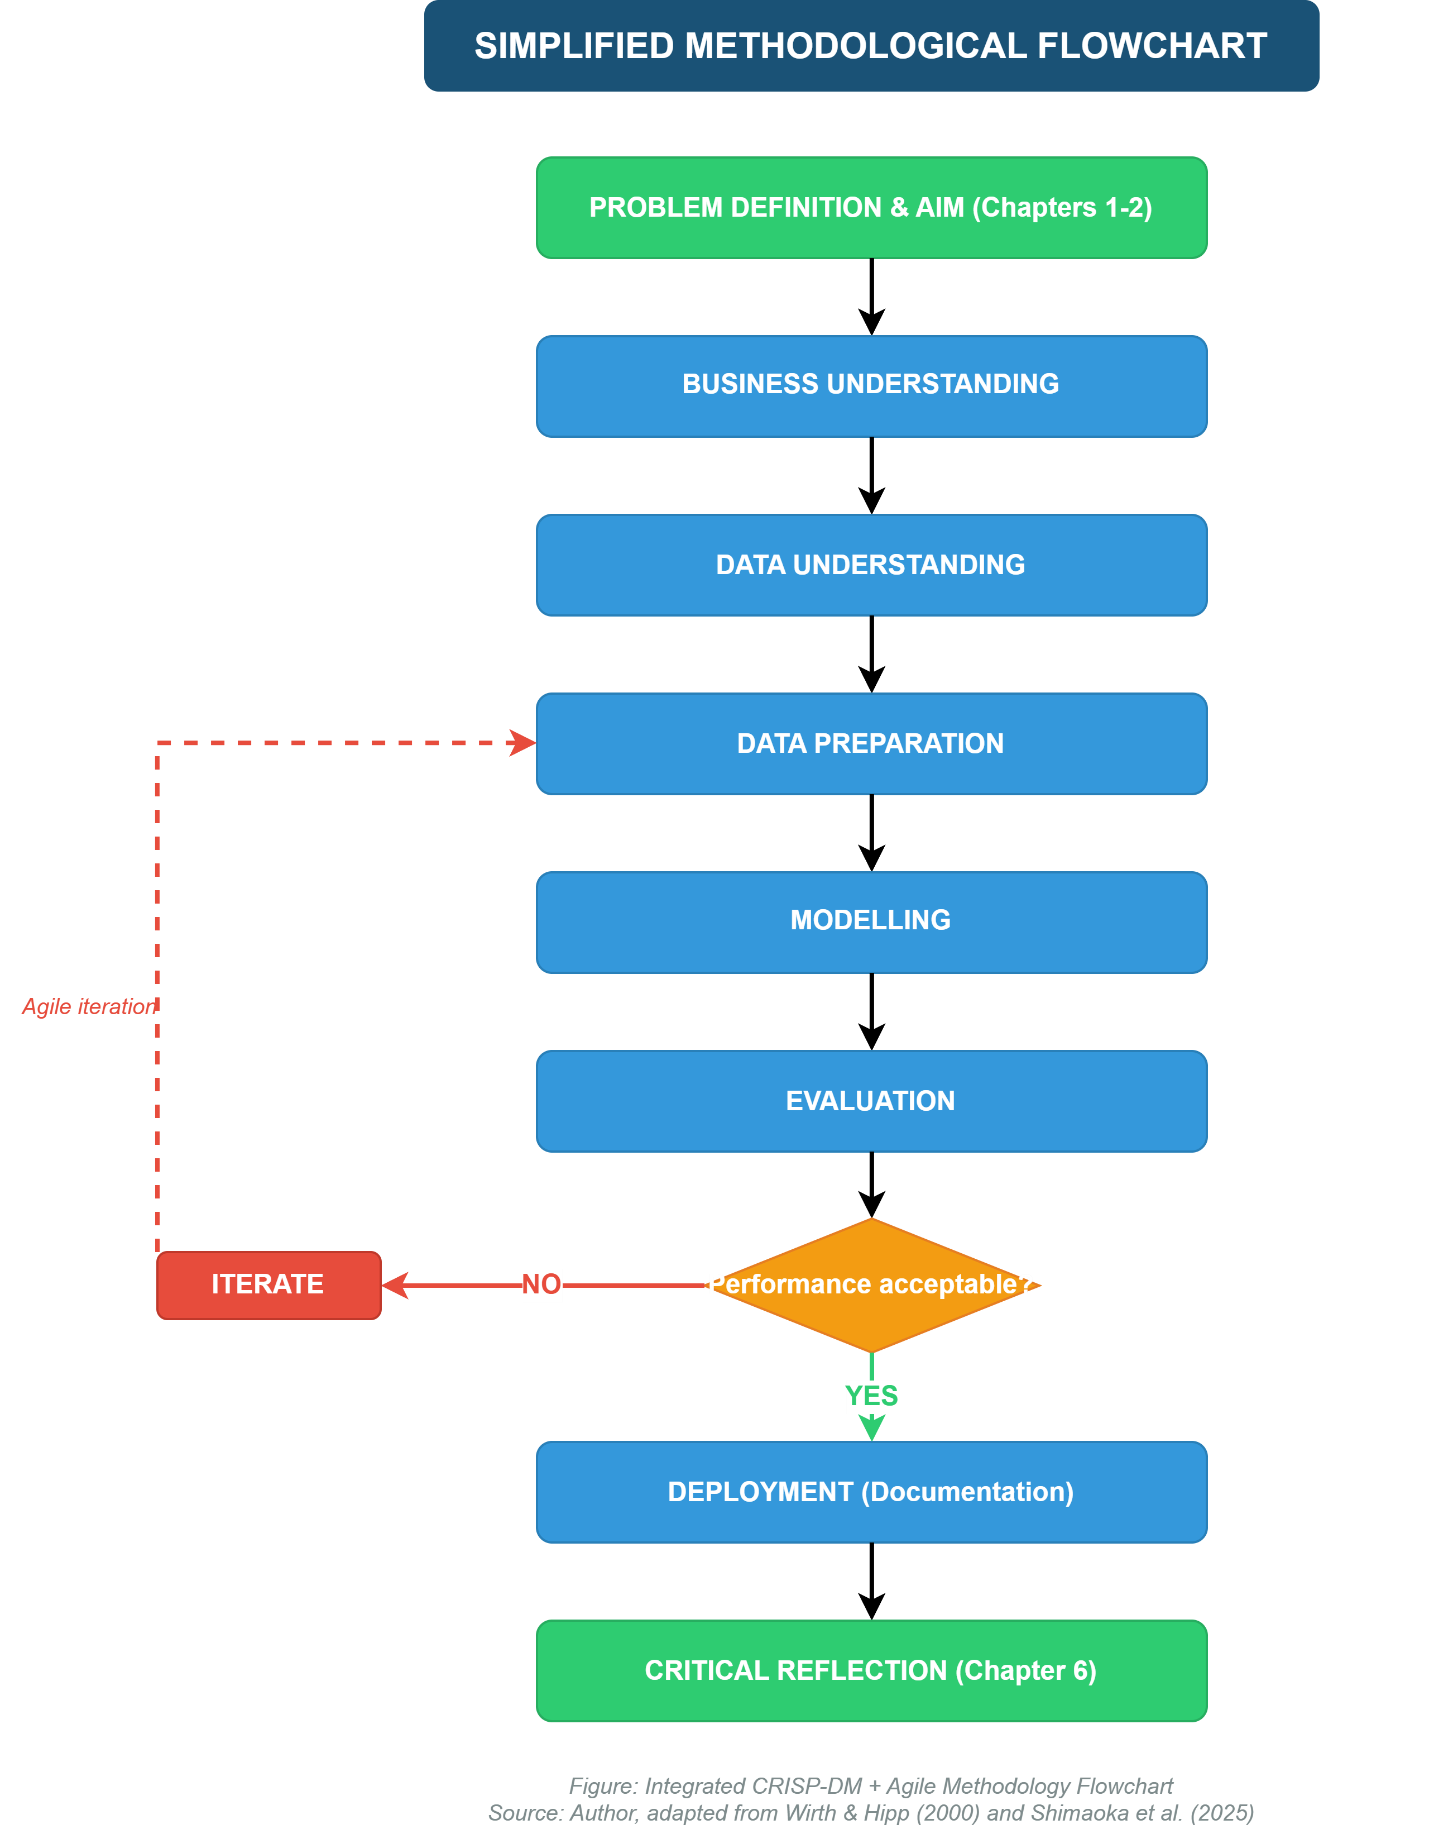 SIMPLIFIED METHODOLOGICAL FLOWCHART
PROBLEM DEFINITION & AIM (Chapters 1-2)
BUSINESS UNDERSTANDING
DATA UNDERSTANDING
DATA PREPARATION
MODELLING
Agile iteration
EVALUATION
ITERATE
NO
Performance acceptable?
YES
DEPLOYMENT (Documentation)
CRITICAL REFLECTION (Chapter 6)
Figure: Integrated CRISP-DM + Agile Methodology Flowchart
Source: Author, adapted from Wirth & Hipp (2000) and Shimaoka et al. (2025)